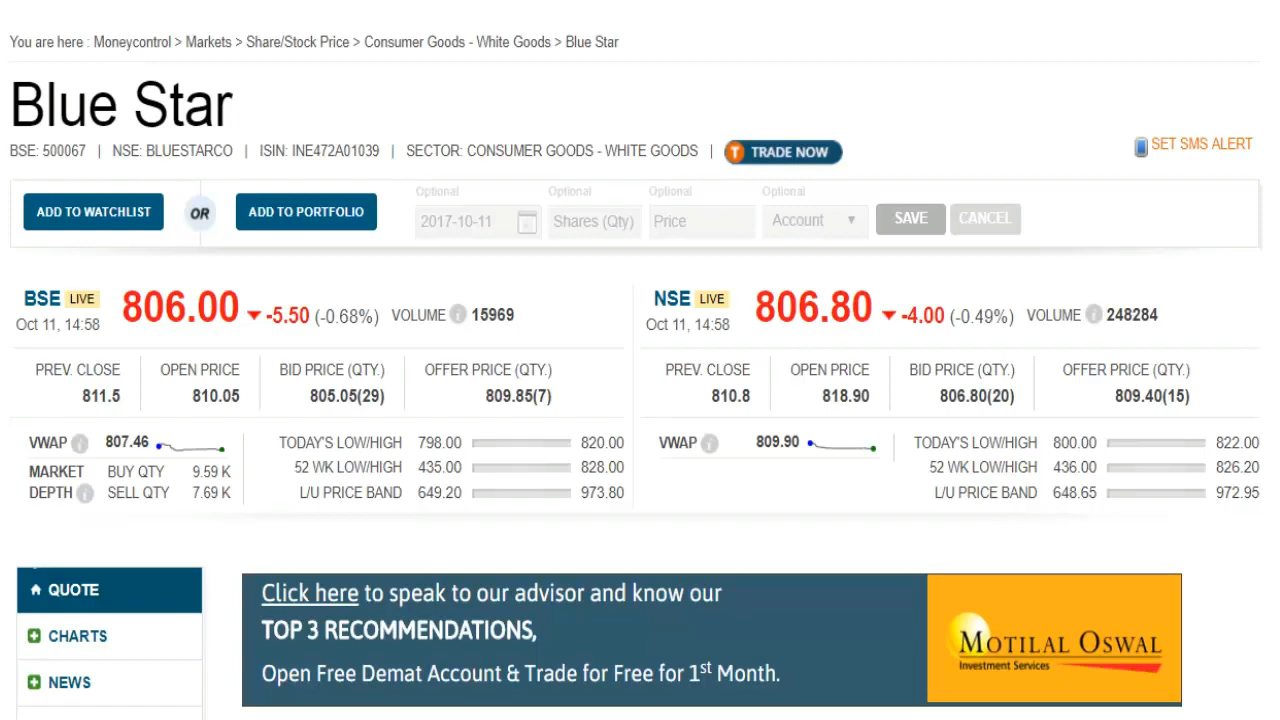 You are here : Moneycontrol > Markets > Share/Stock Price > Consumer Goods - White Goods > Blue Star
Blue Star
BSE: 500067 | NSE: BLUESTARCO | ISIN: INE472A01039 | SECTOR: CONSUMER GOODS - WHITE GOODS | T TRADE NOW
SET SMS ALERT
Optional Optional Optional Optional
ADD TO WATCHLIST OR ADD TO PORTFOLIO 2017-10-11 Shares (Qty) Price Account SAVE CANCEL
BSE LIVE 806.00 -5.50 (-0.68%) VOLUME i 15969
Oct 11, 14:58
PREV. CLOSE OPEN PRICE BID PRICE (QTY.) OFFER PRICE (QTY.)
811.5 810.05 805.05(29) 809.85(7)
VWAP i 807.46 TODAY'S LOW/HIGH 798.00 820.00
MARKET BUY QTY 9.59 K 52 WK LOW/HIGH 435.00 828.00
DEPTH i SELL QTY 7.69 K L/U PRICE BAND 649.20 973.80
NSE LIVE 806.80 -4.00 (-0.49%) VOLUME i 248284
Oct 11, 14:58
PREV. CLOSE OPEN PRICE BID PRICE (QTY.) OFFER PRICE (QTY.)
810.8 818.90 806.80(20) 809.40(15)
VWAP i 809.90 TODAY'S LOW/HIGH 800.00 822.00
52 WK LOW/HIGH 436.00 826.20
L/U PRICE BAND 648.65 972.95
QUOTE
CHARTS
NEWS
Click here to speak to our advisor and know our
TOP 3 RECOMMENDATIONS,
Open Free Demat Account & Trade for Free for 1st Month.
MOTILAL OSWAL
Investment Services